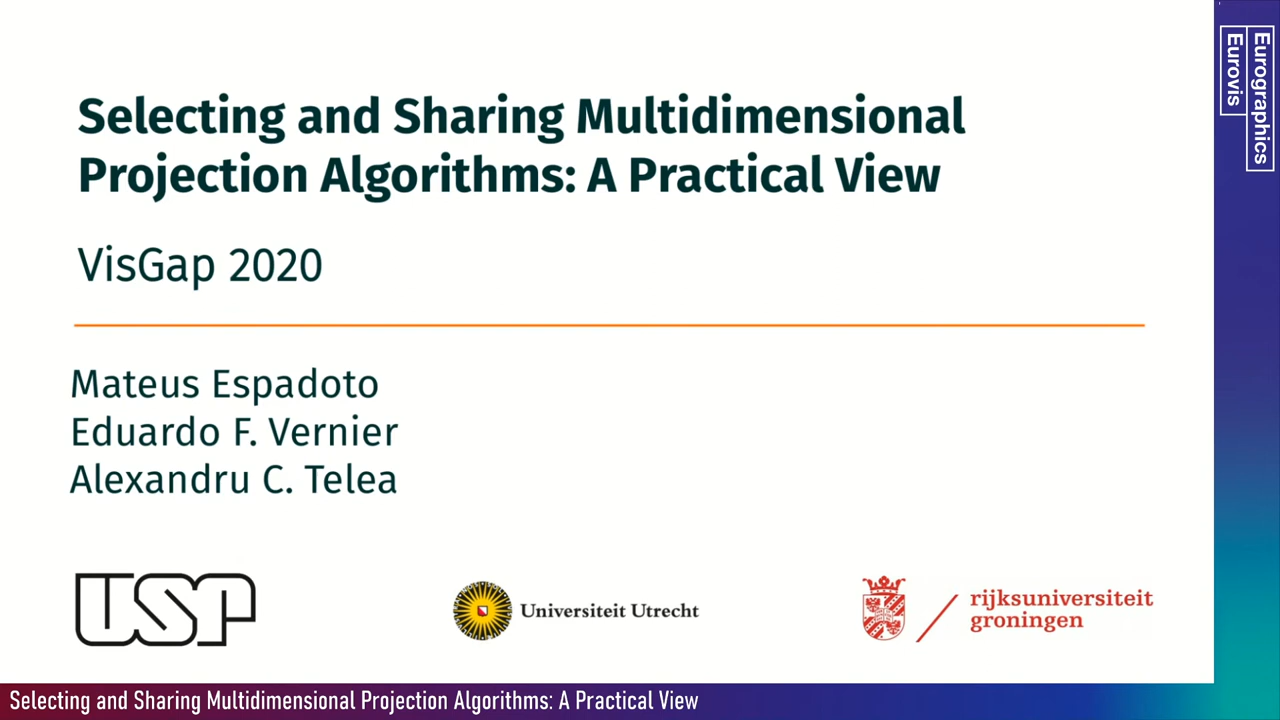 Selecting and Sharing Multidimensional
Projection Algorithms: A Practical View
VisGap 2020
Mateus Espadoto
Eduardo F. Vernier
Alexandru C. Telea
USP
Universiteit Utrecht
rijksuniversiteit
groningen
Eurographics
Eurovis
Selecting and Sharing Multidimensional Projection Algorithms: A Practical View